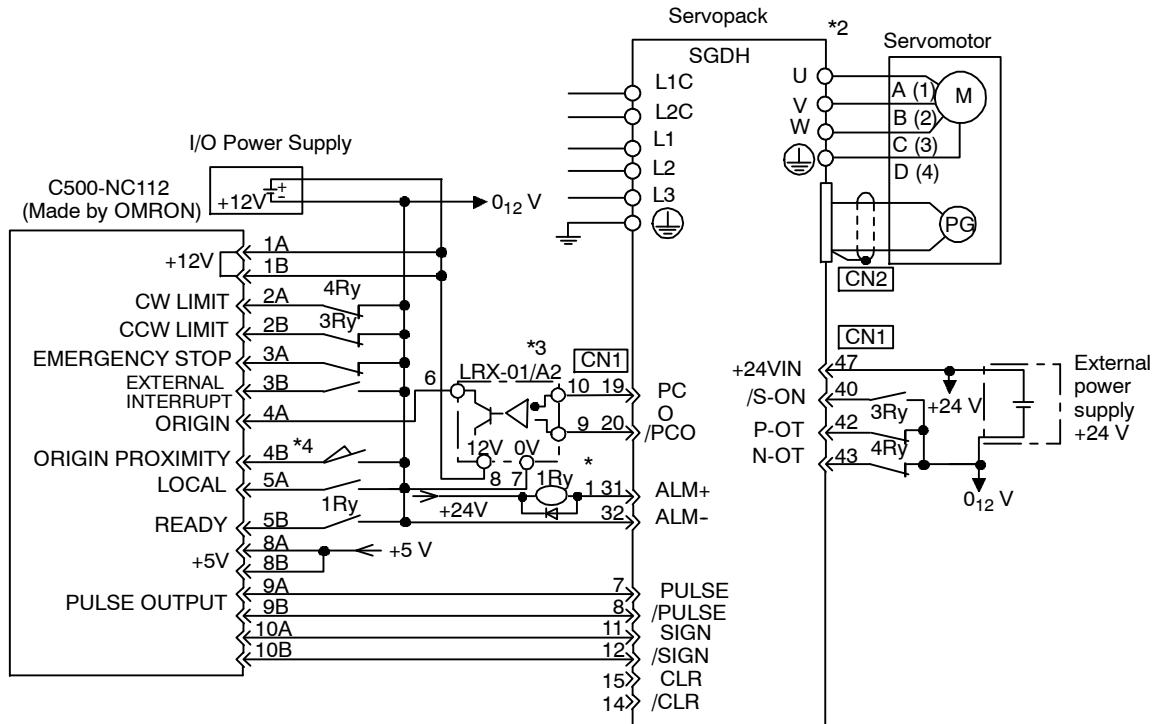 Servopack
*2
SGDH
Servomotor
L1C
L2C
L1
L2
L3
U
V
W
A (1)
B (2)
C (3)
D (4)
M
PG
CN2
I/O Power Supply
+12V
+
-
0₁₂ V
C500-NC112
(Made by OMRON)
+12V
1A
1B
CW LIMIT
2A
4Ry
CCW LIMIT
2B
3Ry
EMERGENCY STOP
3A
EXTERNAL
INTERRUPT
3B
ORIGIN
4A
ORIGIN PROXIMITY
4B
*4
LOCAL
5A
READY
5B
1Ry
+5V
8A
8B
+5 V
PULSE OUTPUT
9A
9B
10A
10B
*3
LRX-01/A2
6
10
9
12V
0V
8
7
CN1
19
PC
O
20
/PCO
+24V
1Ry
*
1
31
ALM+
32
ALM-
7
PULSE
8
/PULSE
11
SIGN
12
/SIGN
15
CLR
14
/CLR
CN1
+24VIN
47
/S-ON
40
P-OT
42
3Ry
N-OT
43
4Ry
+24 V
0₁₂ V
External
power
supply
+24 V